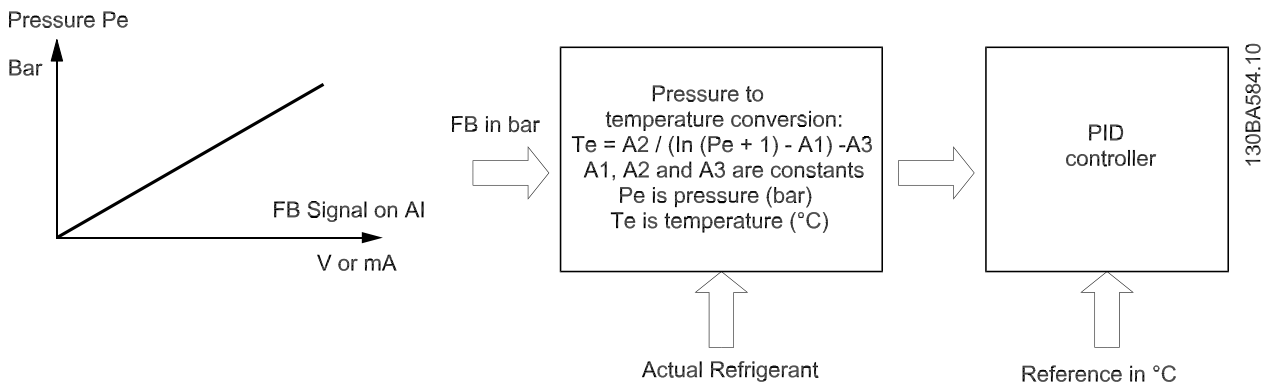 Pressure Pe
Bar
FB Signal on AI
V or mA
FB in bar
Pressure to
temperature conversion:
Te = A2 / (ln (Pe + 1) - A1) -A3
A1, A2 and A3 are constants
Pe is pressure (bar)
Te is temperature (°C)
Actual Refrigerant
PID
controller
Reference in °C
130BA584.10